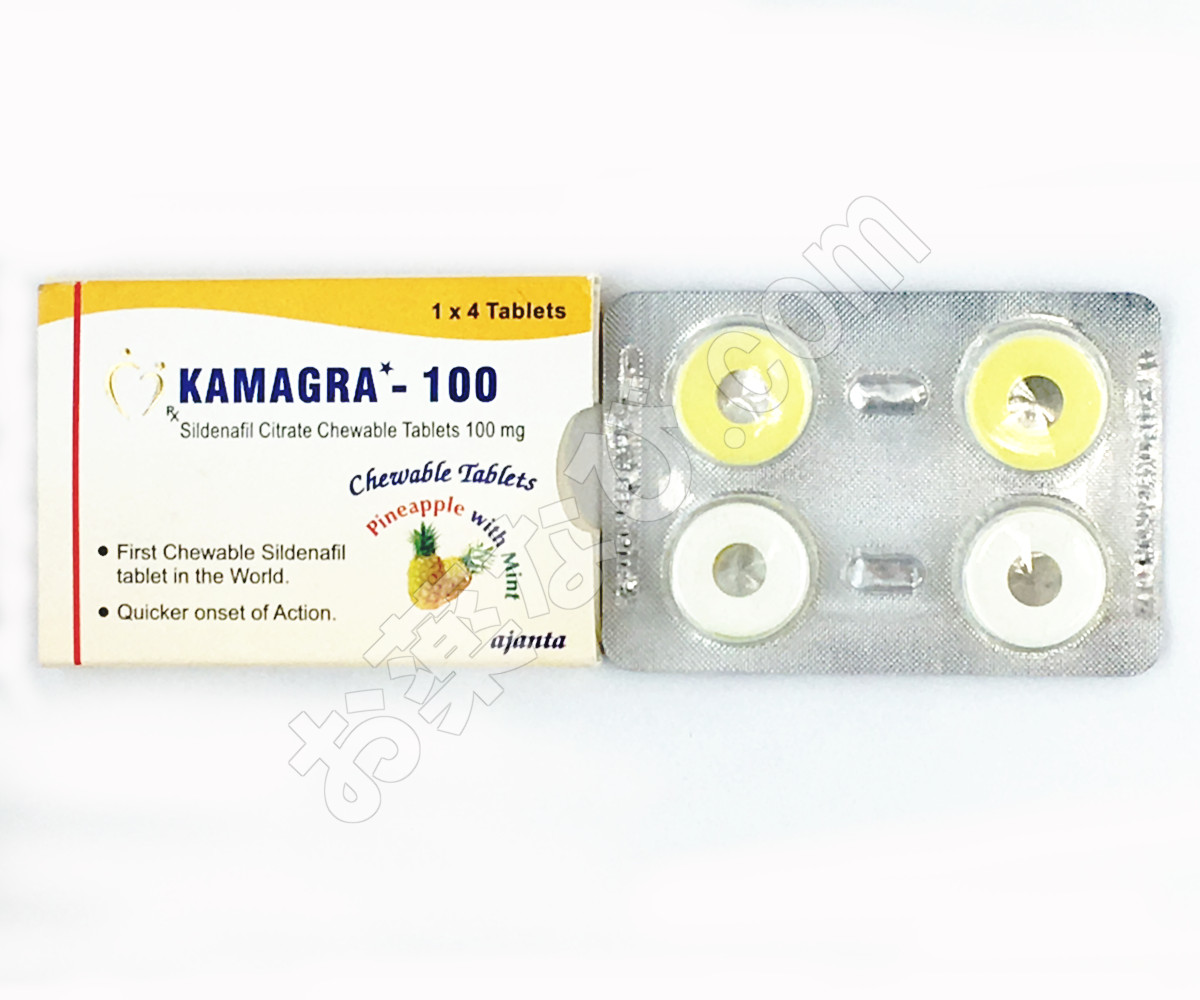 1 x 4 Tablets
KAMAGRA★- 100
Rx
Sildenafil Citrate Chewable Tablets 100 mg
Chewable Tablets
Pineapple with Mint
● First Chewable Sildenafil
tablet in the World.
● Quicker onset of Action.
ajanta
お薬なび.com